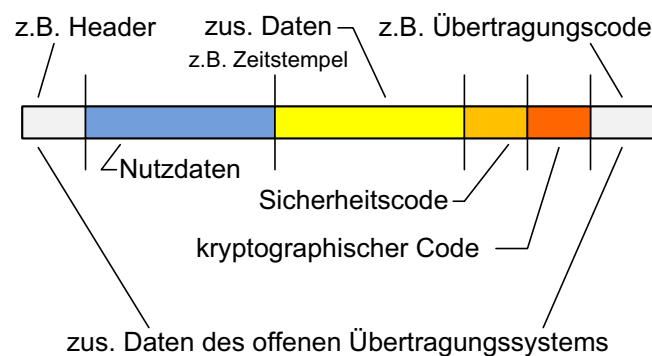 z.B. Header
zus. Daten
z.B. Übertragungscode
z.B. Zeitstempel
Nutzdaten
Sicherheitscode
kryptographischer Code
zus. Daten des offenen Übertragungssystems